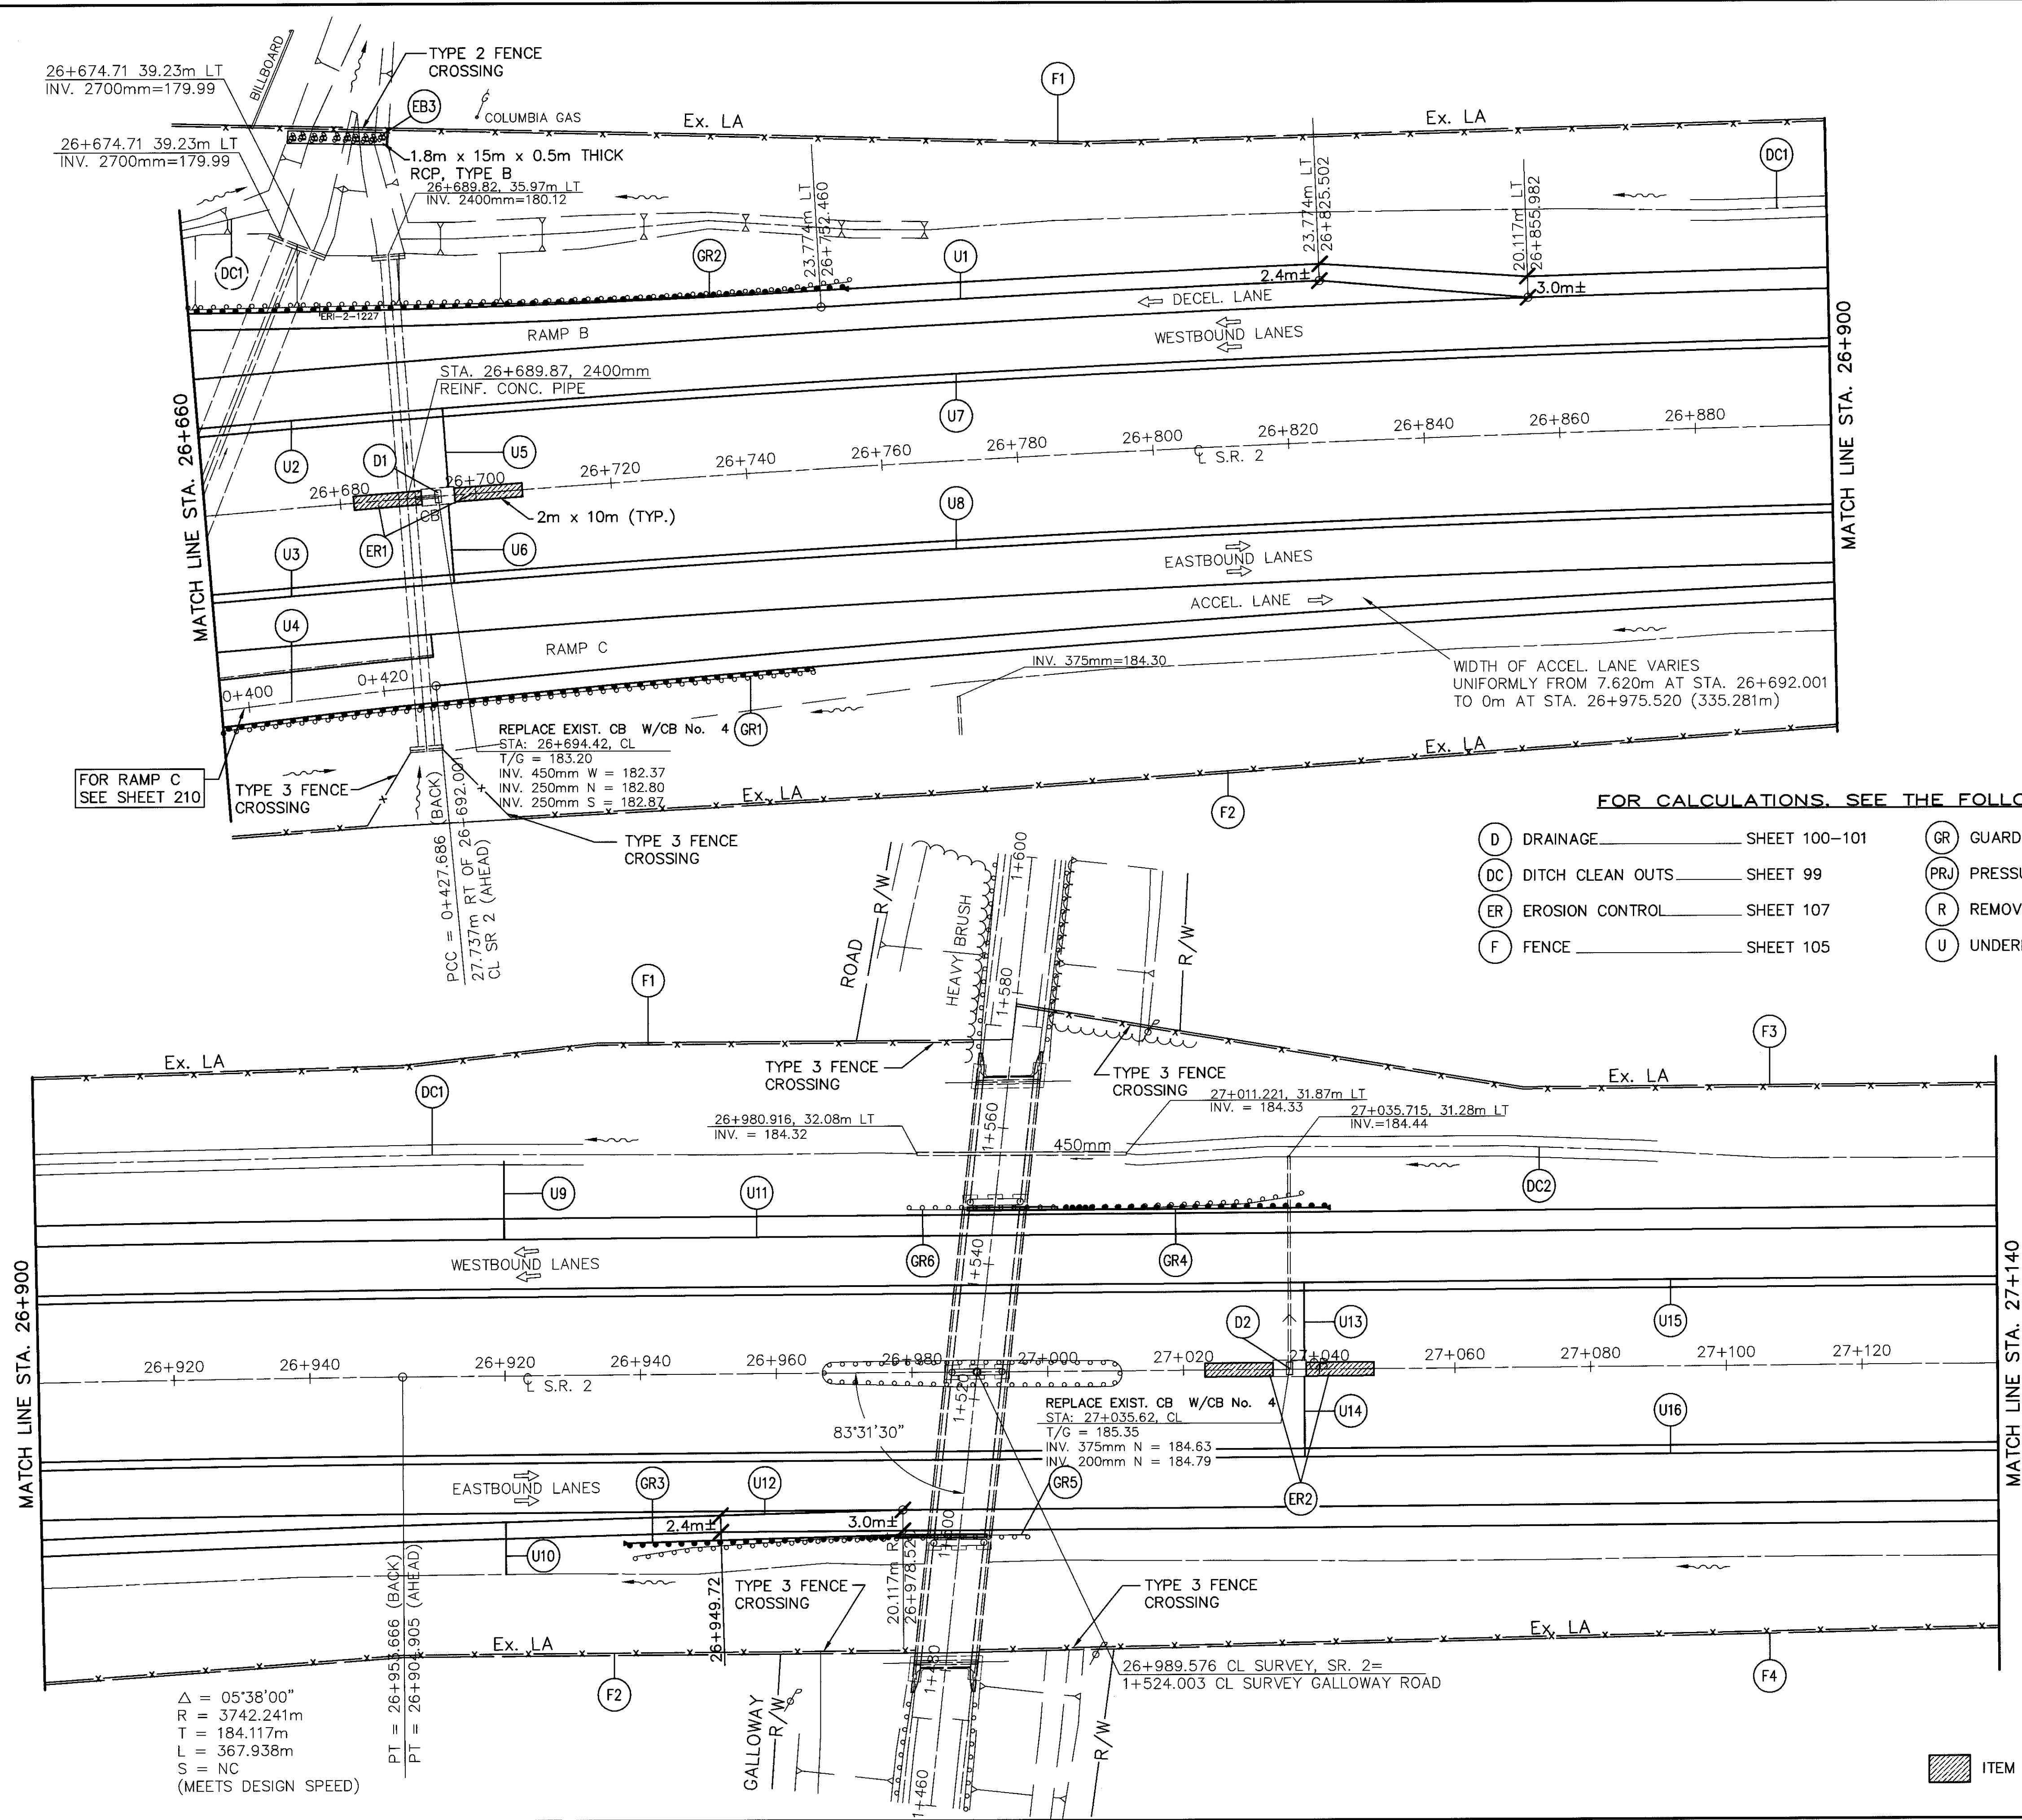 BILLBOARD
TYPE 2 FENCE
CROSSING
26+674.71 39.23m LT
INV. 2700mm=179.99
EB3
COLUMBIA GAS
Ex. LA
F1
Ex. LA
26+674.71 39.23m LT
INV. 2700mm=179.99
1.8m x 15m x 0.5m THICK
RCP, TYPE B
26+689.82, 35.97m LT
INV. 2400mm=180.12
DC1
23.774m LT
26+752.460
23.774m LT
26+825.502
20.117m LT
26+855.982
DC1
GR2
U1
2.4m±
3.0m±
DECEL. LANE
ERI-2-1227
RAMP B
WESTBOUND LANES
MATCH LINE STA. 26+660
MATCH LINE STA. 26+900
STA. 26+689.87, 2400mm
REINF. CONC. PIPE
U7
U2
D1
U5
26+680
26+700
26+720
26+740
26+760
26+780
26+800
26+820
26+840
26+860
26+880
℄ S.R. 2
CB
2m x 10m (TYP.)
U8
U3
ER1
U6
EASTBOUND LANES
ACCEL. LANE
U4
RAMP C
0+400
0+420
INV. 375mm=184.30
WIDTH OF ACCEL. LANE VARIES
UNIFORMLY FROM 7.620m AT STA. 26+692.001
TO 0m AT STA. 26+975.520 (335.281m)
REPLACE EXIST. CB W/CB No. 4
GR1
STA: 26+694.42, CL
T/G = 183.20
INV. 450mm W = 182.37
INV. 250mm N = 182.80
INV. 250mm S = 182.87
FOR RAMP C
SEE SHEET 210
TYPE 3 FENCE
CROSSING
Ex. LA
Ex. LA
F2
TYPE 3 FENCE
CROSSING
PCC = 0+427.686 (BACK)
27.737m RT OF 26+692.001
CL SR 2 (AHEAD)
FOR CALCULATIONS, SEE THE FOLLO
D DRAINAGE SHEET 100-101
GR GUARD
DC DITCH CLEAN OUTS SHEET 99
PRJ PRESSU
ER EROSION CONTROL SHEET 107
R REMOV
F FENCE SHEET 105
U UNDER
ROAD
R/W
HEAVY BRUSH
1+600
1+580
R/W
F1
Ex. LA
TYPE 3 FENCE
CROSSING
TYPE 3 FENCE
CROSSING
F3
Ex. LA
DC1
26+980.916, 32.08m LT
INV. = 184.32
1+560
450mm
27+011.221, 31.87m LT
INV. = 184.33
27+035.715, 31.28m LT
INV.=184.44
DC2
U9
U11
GR6
1+540
GR4
WESTBOUND LANES
MATCH LINE STA. 26+900
MATCH LINE STA. 27+140
D2
U13
U15
26+920
26+940
26+920
26+940
26+960
26+980
27+000
27+020
27+040
27+060
27+080
27+100
27+120
℄ S.R. 2
1+520
83°31'30"
REPLACE EXIST. CB W/CB No. 4
STA: 27+035.62, CL
T/G = 185.35
INV. 375mm N = 184.63
INV. 200mm N = 184.79
U14
U16
ER2
EASTBOUND LANES
GR3
U12
GR5
2.4m±
3.0m±
U10
PT = 26+953.666 (BACK)
PT = 26+904.905 (AHEAD)
26+949.72
20.117m
TYPE 3 FENCE
CROSSING
TYPE 3 FENCE
CROSSING
Ex. LA
Ex. LA
F2
F4
1+480
26+989.576 CL SURVEY, SR. 2=
1+524.003 CL SURVEY GALLOWAY ROAD
Δ = 05°38'00"
R = 3742.241m
T = 184.117m
L = 367.938m
S = NC
(MEETS DESIGN SPEED)
GALLOWAY
R/W
R/W
1+460
ITEM